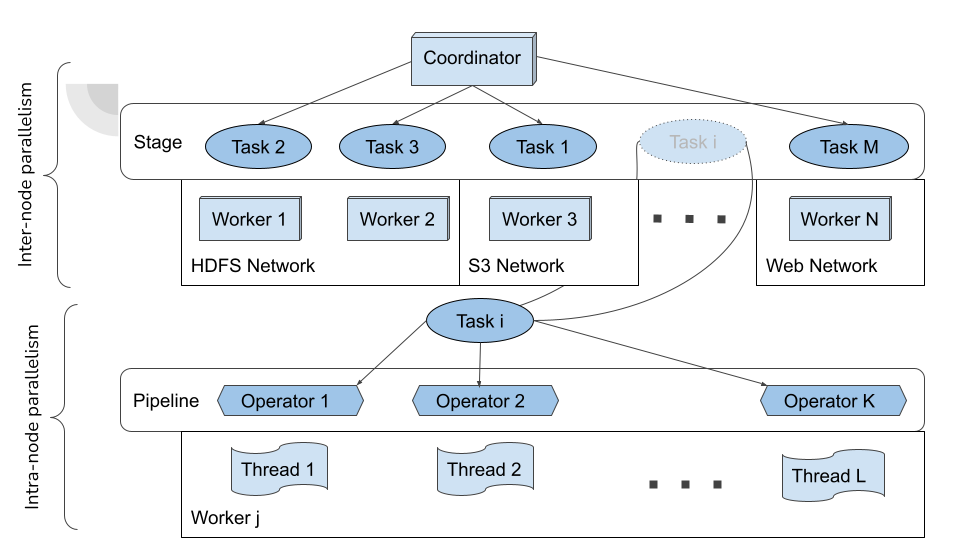 Coordinator
Inter-node parallelism
Stage
Task 2
Task 3
Task 1
Task i
Task M
Worker 1
Worker 2
Worker 3
Worker N
HDFS Network
S3 Network
Web Network
Intra-node parallelism
Task i
Pipeline
Operator 1
Operator 2
Operator K
Thread 1
Thread 2
Thread L
Worker j